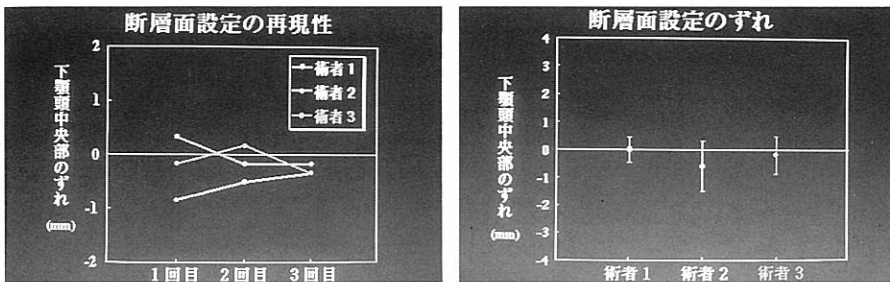 断層面設定の再現性
下顎頭中央部のずれ
(mm)
2
1
0
-1
-2
術者1
術者2
術者3
1回目 2回目 3回目
断層面設定のずれ
下顎頭中央部のずれ
(mm)
4
3
2
1
0
-1
-2
-3
-4
術者1 術者2 術者3